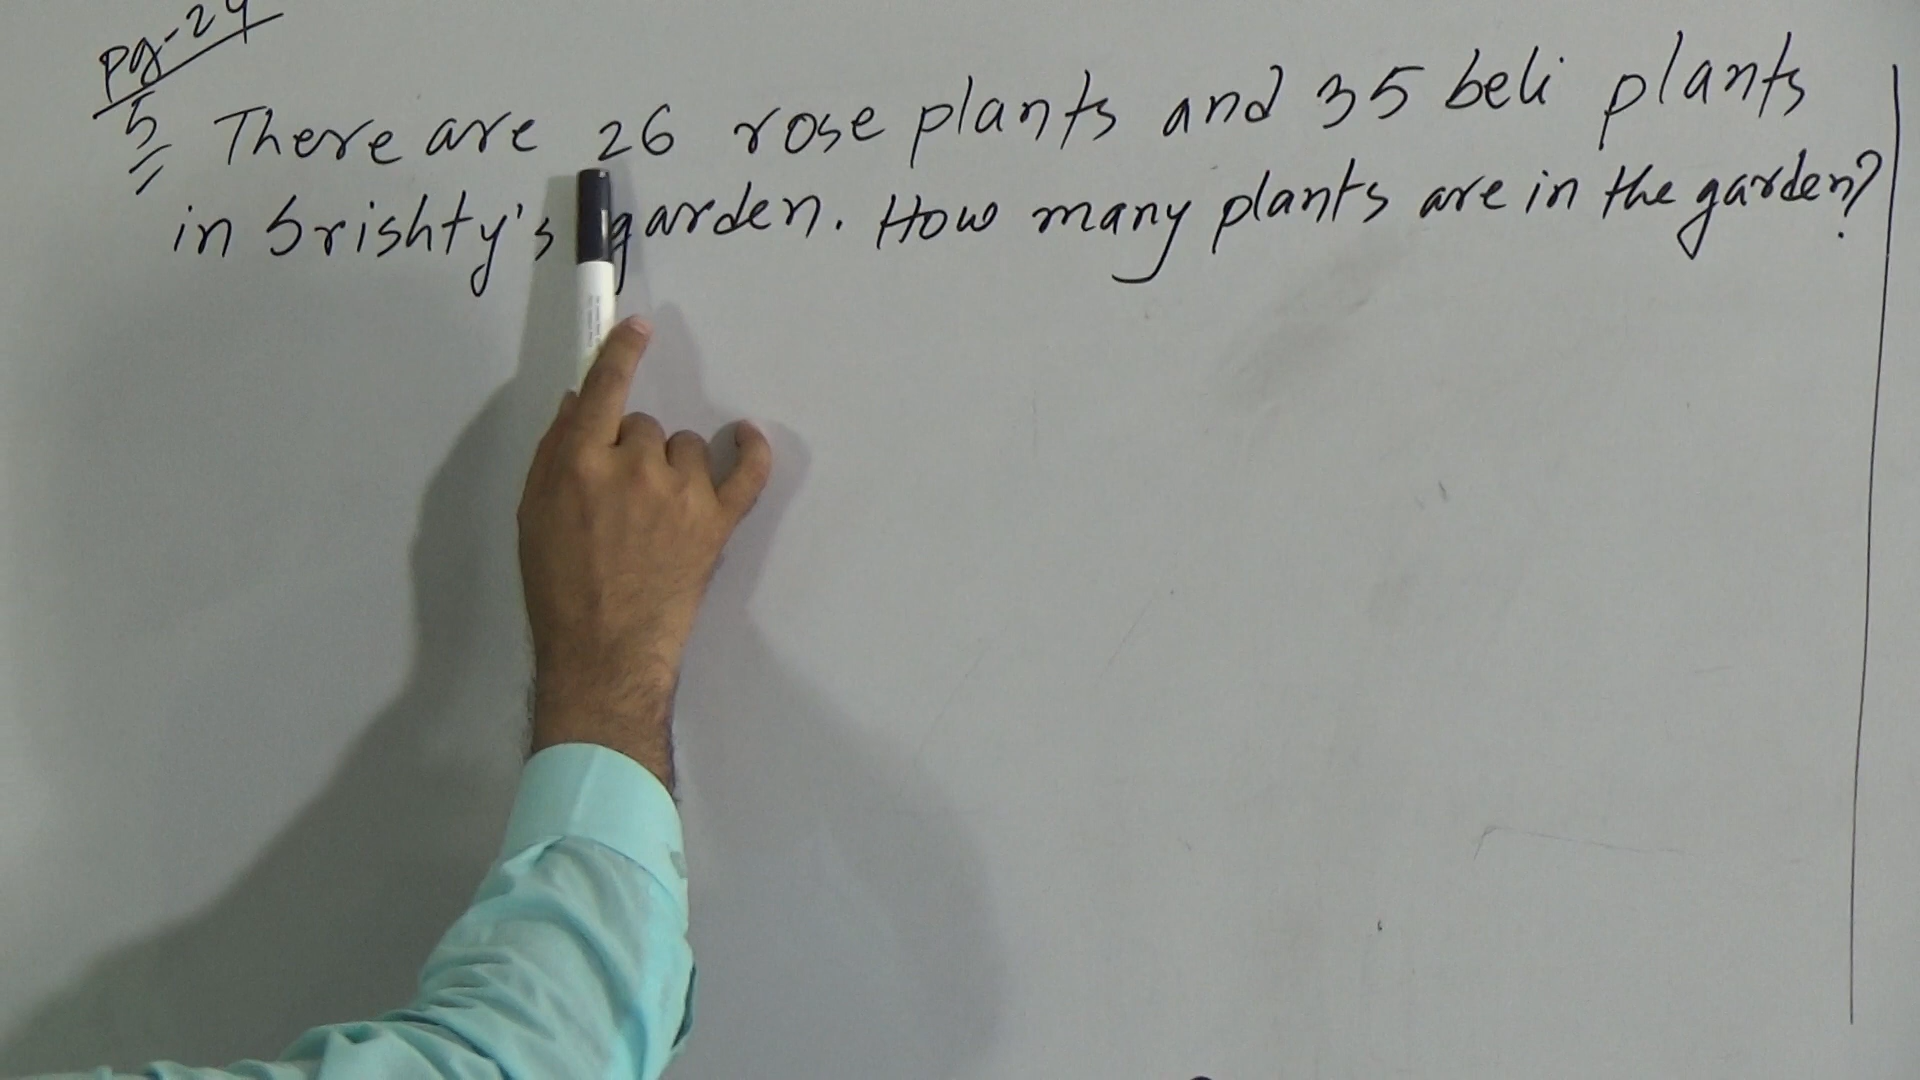 pg-24
5 There are 26 rose plants and 35 beli plants
in brishty's garden. How many plants are in the garden?